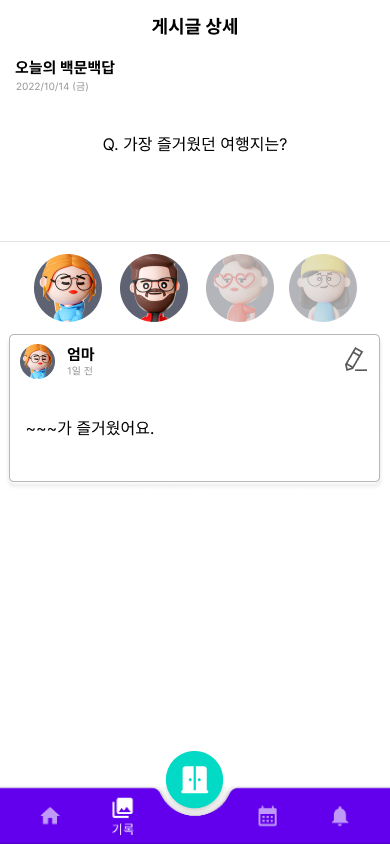 게시글 상세
오늘의 백문백답
2022/10/14 (금)
Q. 가장 즐거웠던 여행지는?
엄마
1일 전
~~~가 즐거웠어요.
기록